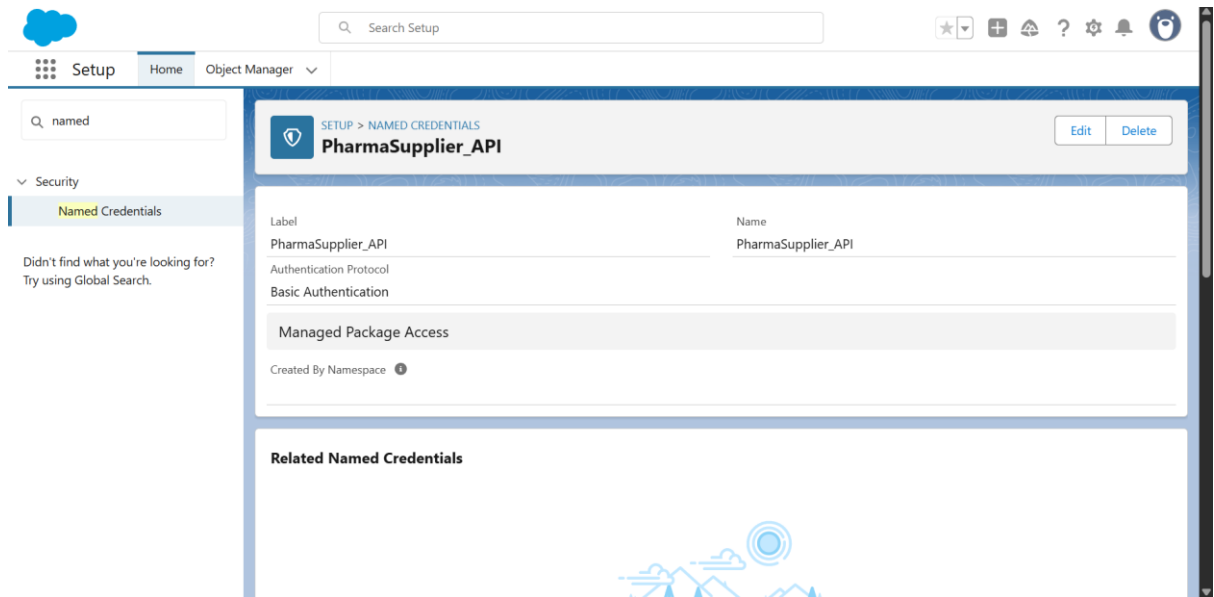 Search Setup
Setup Home Object Manager
named
Security
Named Credentials
Didn't find what you're looking for?
Try using Global Search.
SETUP > NAMED CREDENTIALS
PharmaSupplier_API
Edit Delete
Label
PharmaSupplier_API
Name
PharmaSupplier_API
Authentication Protocol
Basic Authentication
Managed Package Access
Created By Namespace
Related Named Credentials